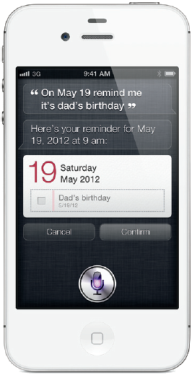 3G 9:41 AM
“ On May 19 remind me
it's dad's birthday ”
Here's your reminder for May
19, 2012 at 9 am:
19 Saturday
May 2012
Dad's birthday
Cancel Confirm